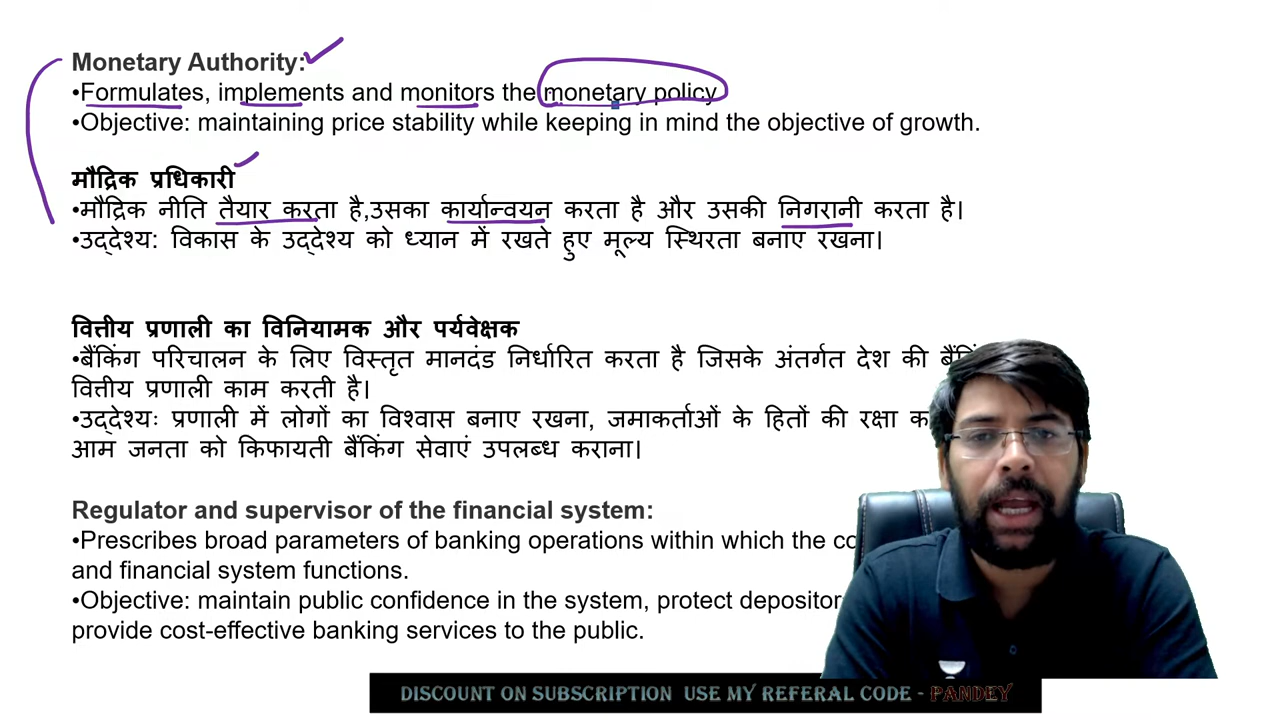 Monetary Authority:
•Formulates, implements and monitors the monetary policy
•Objective: maintaining price stability while keeping in mind the objective of growth.
मौद्रिक प्रधिकारी
•मौद्रिक नीति तैयार करता है,उसका कार्यान्वयन करता है और उसकी निगरानी करता है।
•उद्देश्य: विकास के उद्देश्य को ध्यान में रखते हुए मूल्य स्थिरता बनाए रखना।
वित्तीय प्रणाली का विनियामक और पर्यवेक्षक
•बैंकिंग परिचालन के लिए विस्तृत मानदंड निर्धारित करता है जिसके अंतर्गत देश की
वित्तीय प्रणाली काम करती है।
•उद्देश्यः प्रणाली में लोगों का विश्वास बनाए रखना, जमाकर्ताओं के हितों की रक्षा
आम जनता को किफायती बैंकिंग सेवाएं उपलब्ध कराना।
Regulator and supervisor of the financial system:
•Prescribes broad parameters of banking operations within which the
and financial system functions.
•Objective: maintain public confidence in the system, protect
provide cost-effective banking services to the public.
DISCOUNT ON SUBSCRIPTION USE MY REFERAL CODE - PANDEY